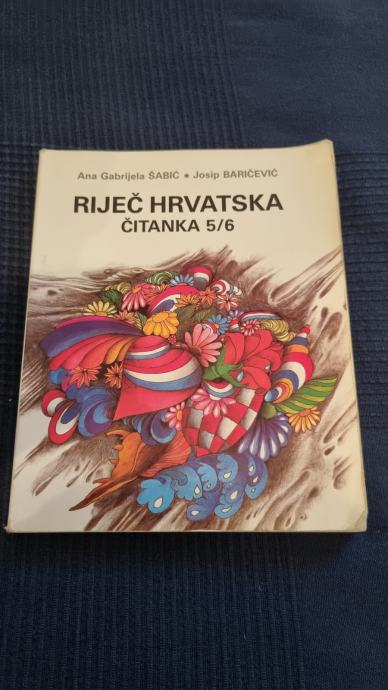 Ana Gabrijela ŠABIĆ • Josip BARIČEVIĆ
RIJEČ HRVATSKA
ČITANKA 5/6